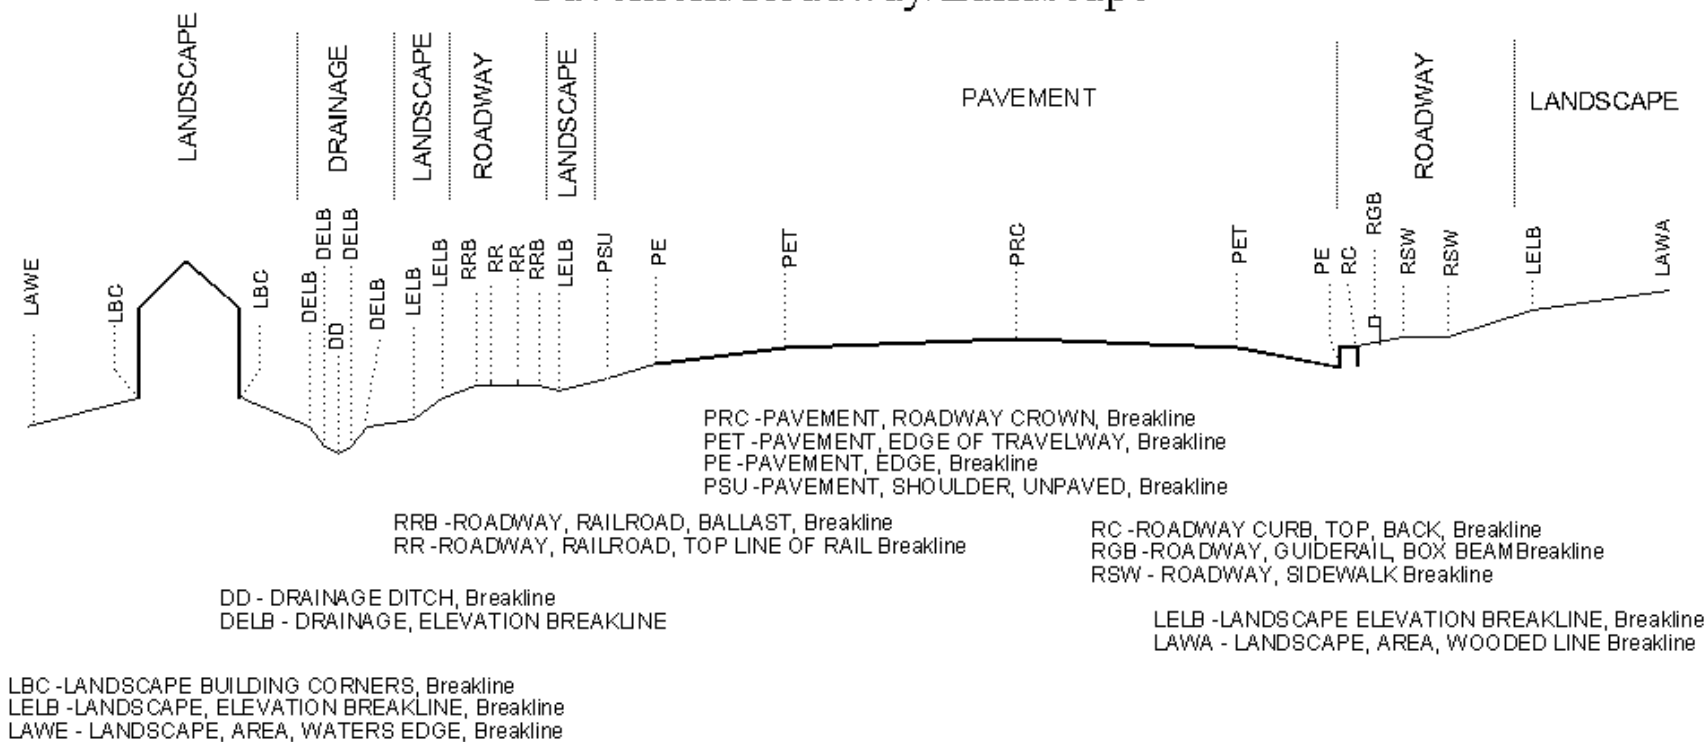 LANDSCAPE
DRAINAGE
LANDSCAPE
ROADWAY
LANDSCAPE
PAVEMENT
ROADWAY
LANDSCAPE
LAWE
LBC
LBC
DELB
DELB
DD
DELB
DELB
LELB
LELB
RRB
RR
RR
RRB
LELB
PSU
PE
PET
PRC
PET
PE
RC
RGB
RSW
RSW
LELB
LAWA
PRC -PAVEMENT, ROADWAY CROWN, Breakline
PET -PAVEMENT, EDGE OF TRAVELWAY, Breakline
PE -PAVEMENT, EDGE, Breakline
PSU -PAVEMENT, SHOULDER, UNPAVED, Breakline
RRB -ROADWAY, RAILROAD, BALLAST, Breakline
RR -ROADWAY, RAILROAD, TOP LINE OF RAIL Breakline
RC -ROADWAY CURB, TOP, BACK, Breakline
RGB -ROADWAY, GUIDERAIL, BOX BEAMBreakline
RSW - ROADWAY, SIDEWALK Breakline
DD - DRAINAGE DITCH, Breakline
DELB - DRAINAGE, ELEVATION BREAKLINE
LELB -LANDSCAPE ELEVATION BREAKLINE, Breakline
LAWA - LANDSCAPE, AREA, WOODED LINE Breakline
LBC -LANDSCAPE BUILDING CORNERS, Breakline
LELB -LANDSCAPE, ELEVATION BREAKLINE, Breakline
LAWE - LANDSCAPE, AREA, WATERS EDGE, Breakline